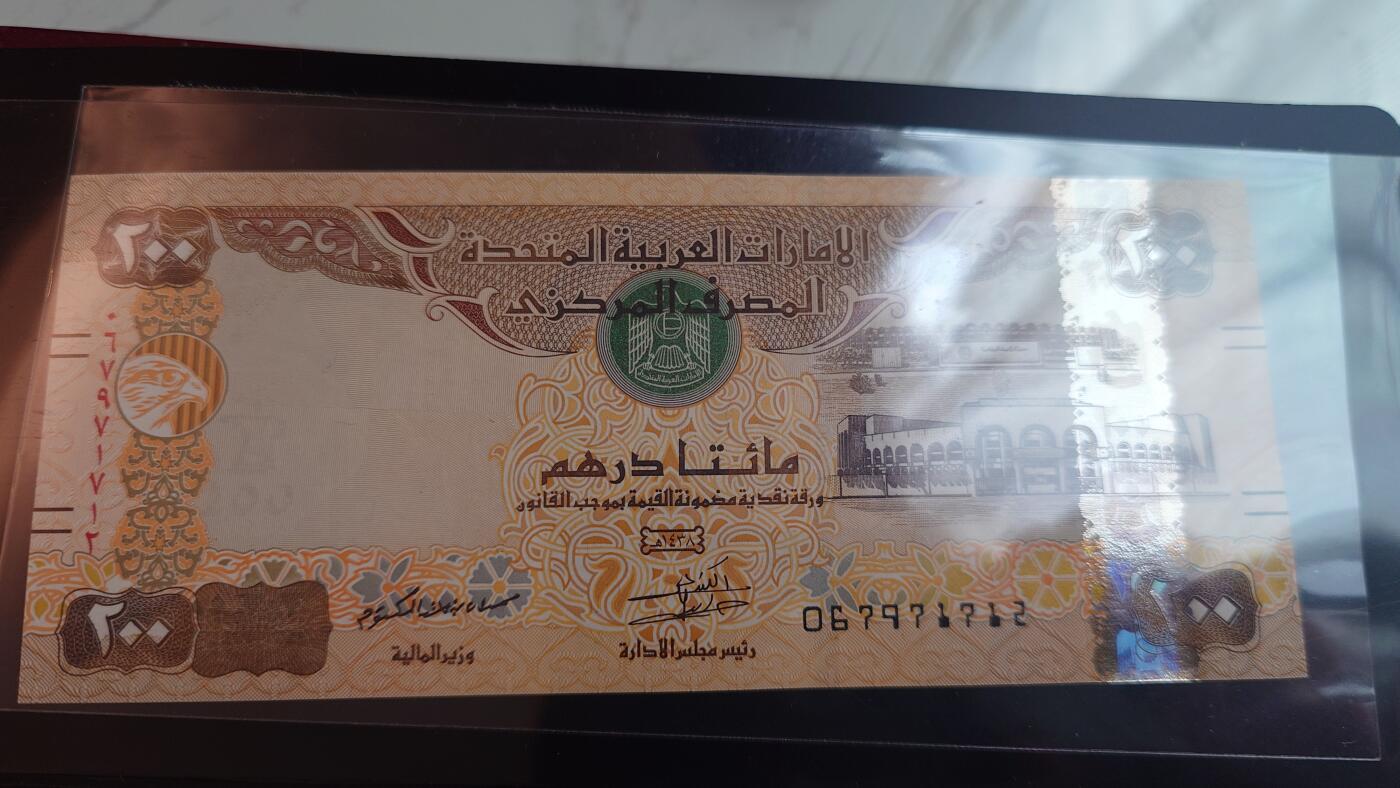 ٢٠٠
الامارات العربية المتحدة
٢٠٠
المصرف المركزي
٠٦٧٩٧١٧١٢
مائتا درهم
ورقة نقدية مضمونة القيمة بموجب القانون
١٤٣٨هـ
٢٠٠
067971712
٢٠٠
رئيس مجلس الادارة
وزير المالية